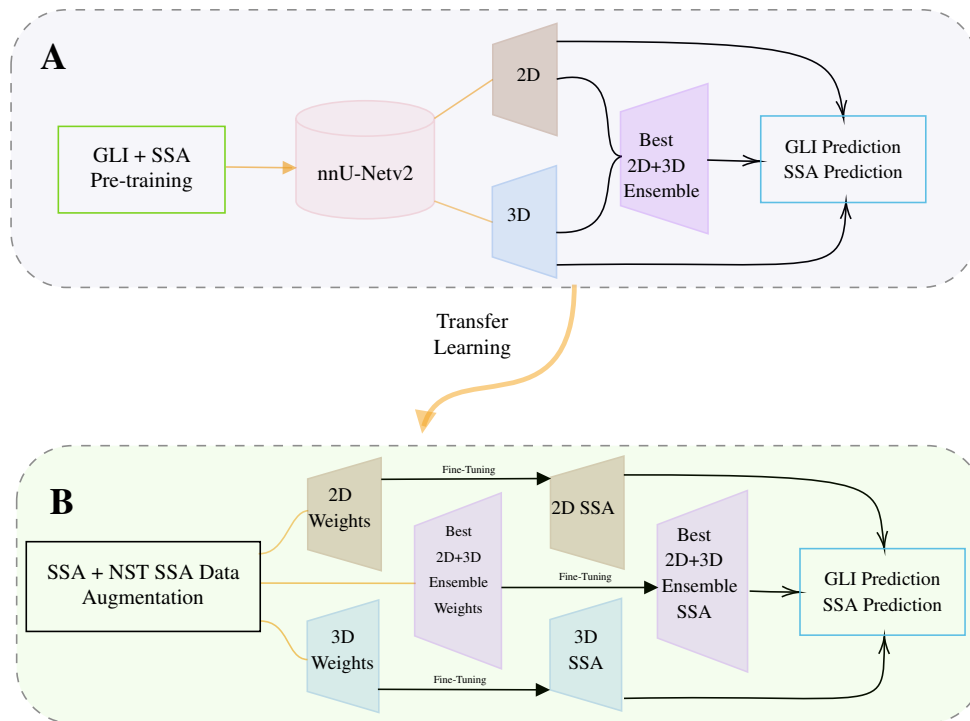 A
GLI + SSA
Pre-training
nnU-Netv2
2D
3D
Best
2D+3D
Ensemble
GLI Prediction
SSA Prediction
Transfer
Learning
B
SSA + NST SSA Data
Augmentation
2D
Weights
Best
2D+3D
Ensemble
Weights
3D
Weights
Fine-Tuning
Fine-Tuning
Fine-Tuning
2D SSA
Best
2D+3D
Ensemble
SSA
3D
SSA
GLI Prediction
SSA Prediction